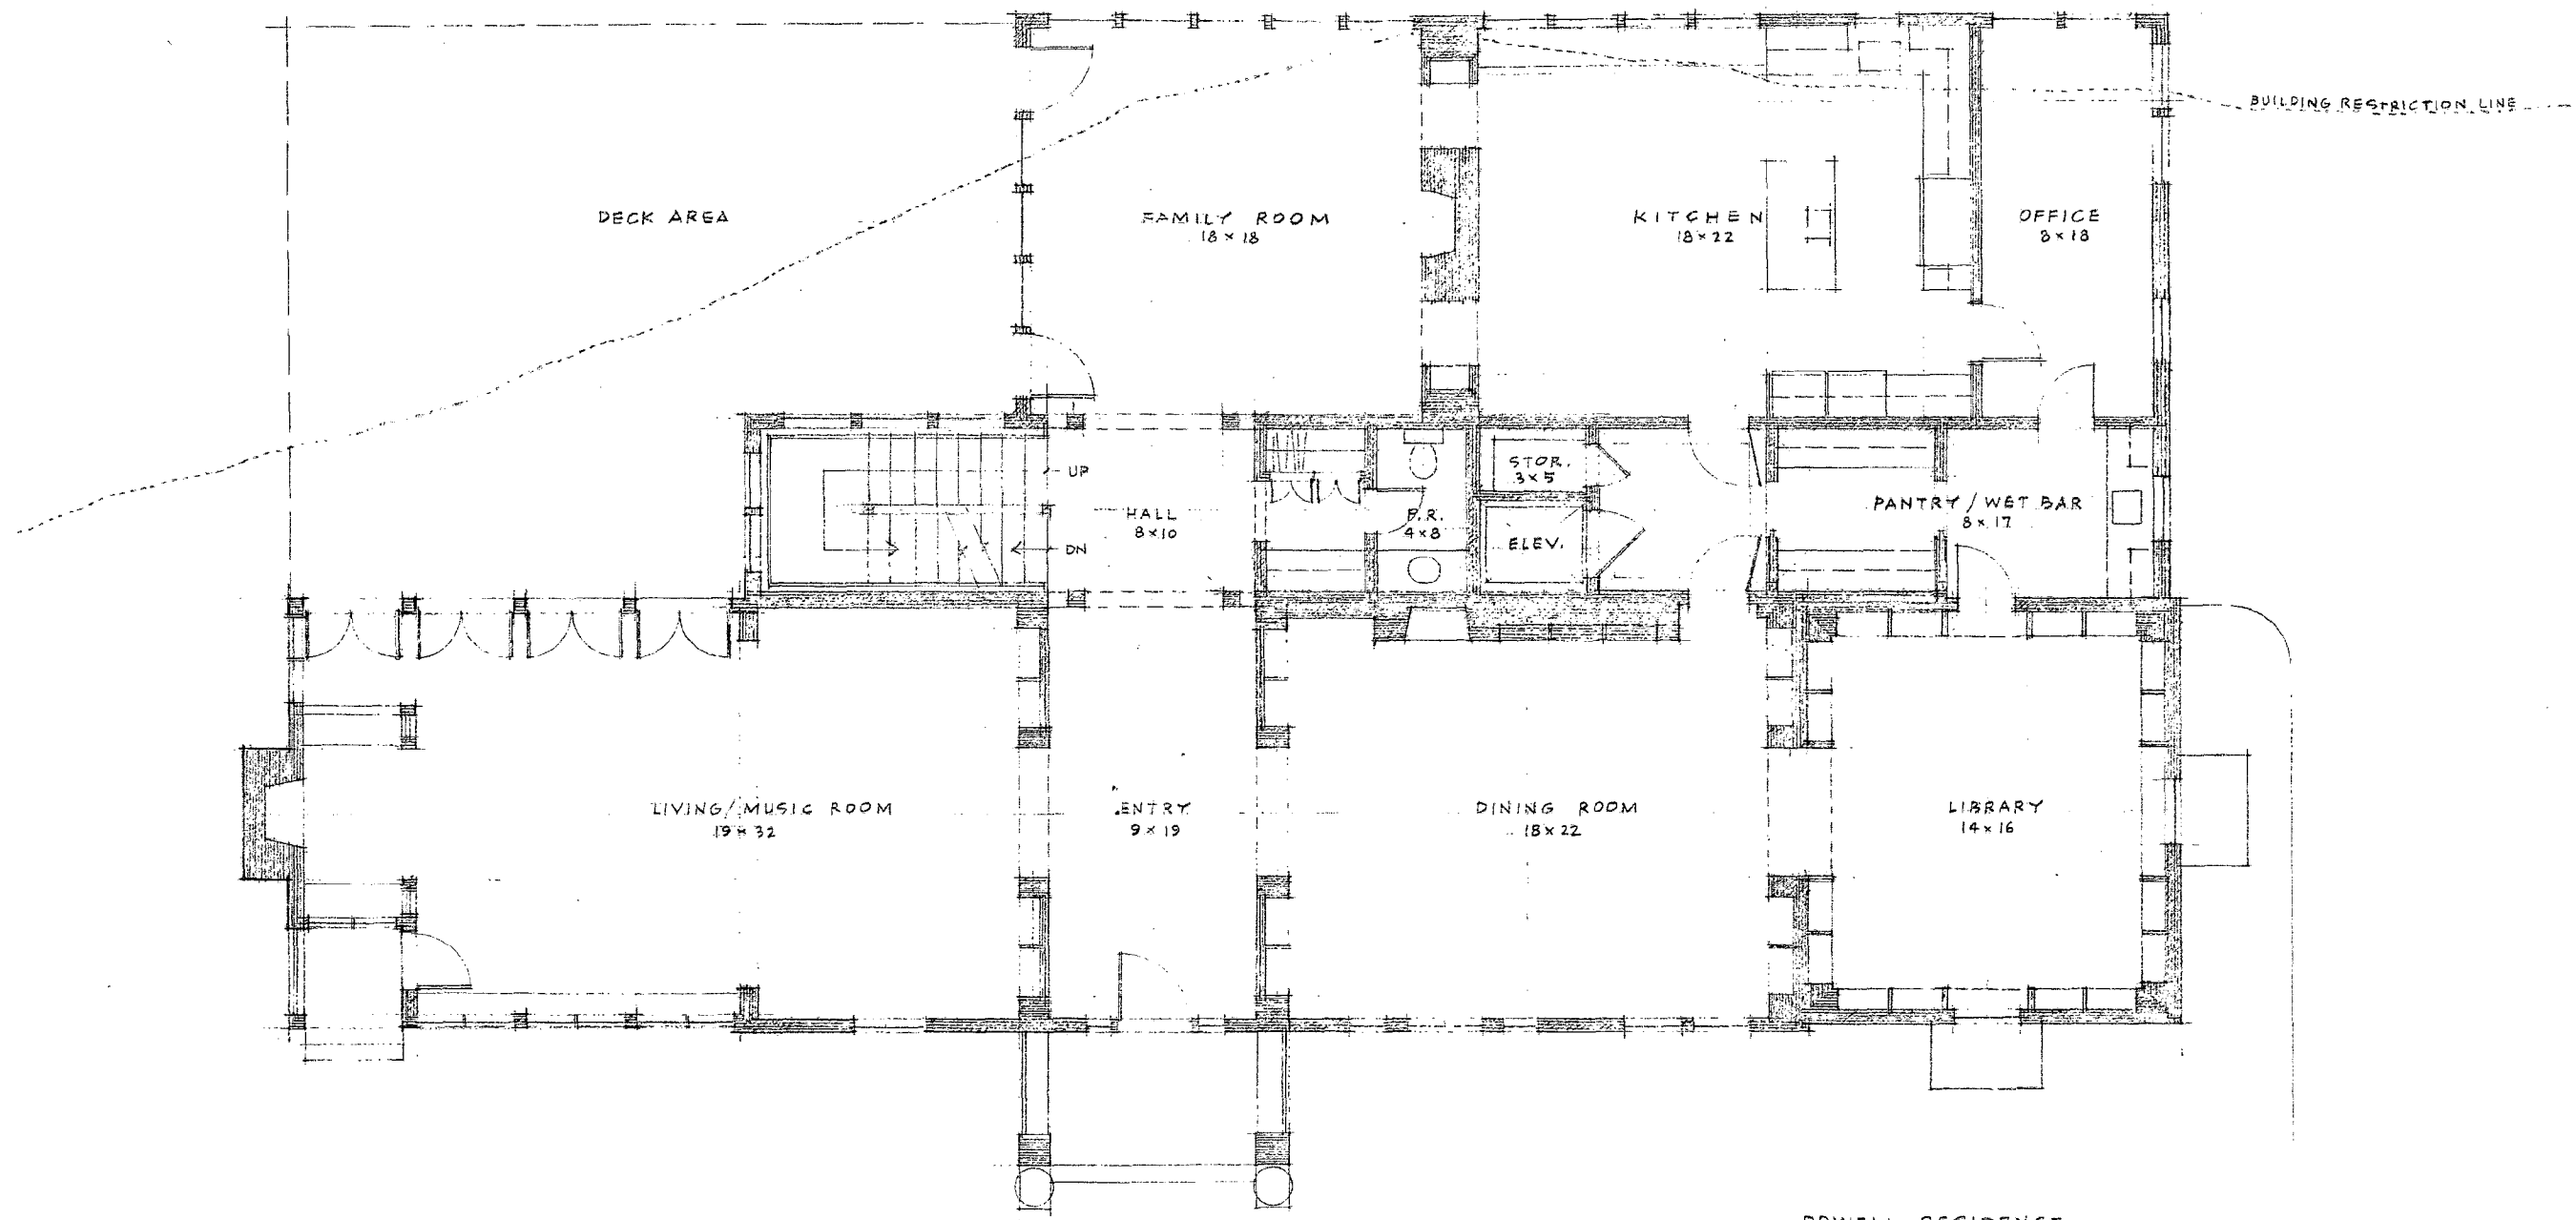 BUILDING RESTRICTION LINE
DECK AREA
FAMILY ROOM
18 × 18
KITCHEN
18 × 22
OFFICE
8 × 18
UP
HALL
8 × 10
DN
P.R.
4 × 8
STOR.
3 × 5
ELEV.
PANTRY / WET BAR
8 × 17
LIVING / MUSIC ROOM
19 × 32
ENTRY
9 × 19
DINING ROOM
18 × 22
LIBRARY
14 × 16
RESIDENCE